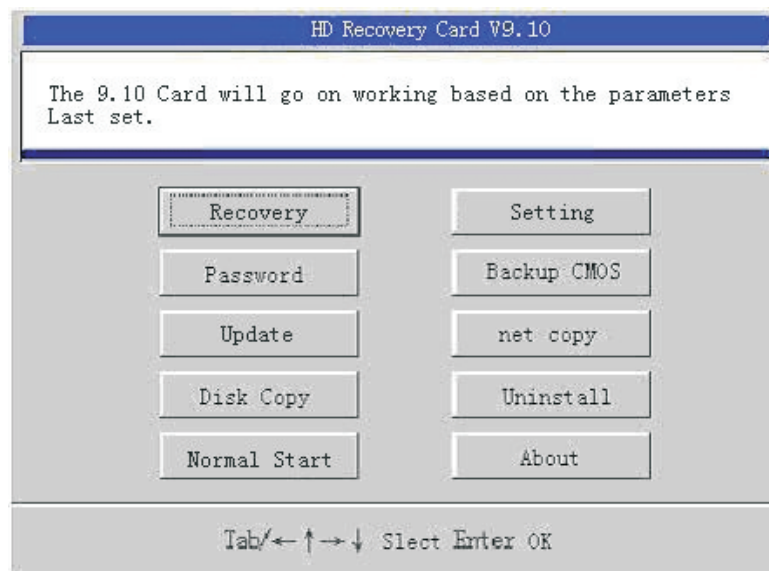 HD Recovery Card V9.10
The 9.10 Card will go on working based on the parameters
Last set.
Recovery
Setting
Password
Backup CMOS
Update
net copy
Disk Copy
Uninstall
Normal Start
About
Tab/←↑→↓ Slect Enter OK